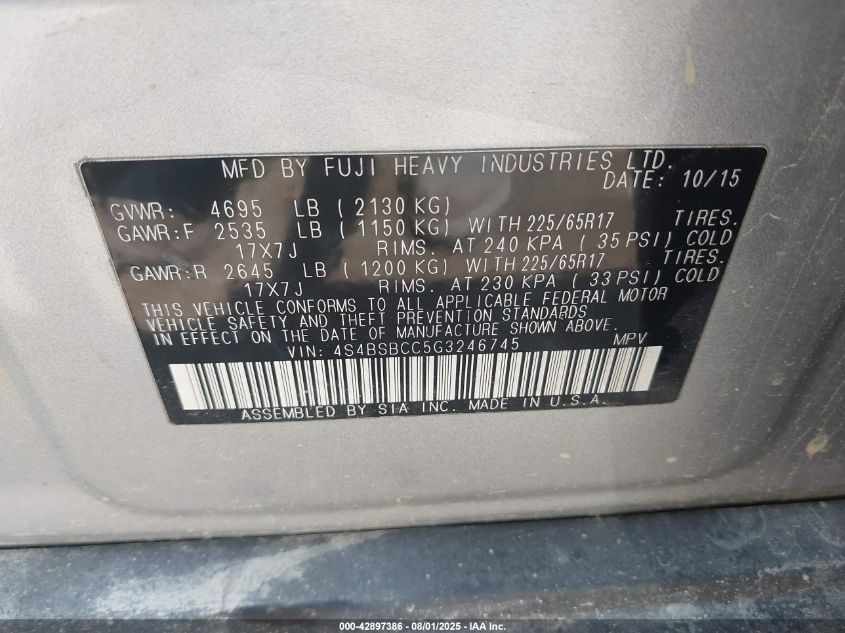 MFD BY FUJI HEAVY INDUSTRIES LTD.
DATE: 10/15
GVWR: 4695 LB ( 2130 KG)
GAWR:F 2535 LB ( 1150 KG) WITH 225/65R17 TIRES.
17X7J RIMS. AT 240 KPA ( 35 PSI) COLD
GAWR:R 2645 LB ( 1200 KG) WITH 225/65R17 TIRES.
17X7J RIMS. AT 230 KPA ( 33 PSI) COLD
THIS VEHICLE CONFORMS TO ALL APPLICABLE FEDERAL MOTOR
VEHICLE SAFETY AND THEFT PREVENTION STANDARDS
IN EFFECT ON THE DATE OF MANUFACTURE SHOWN ABOVE.
VIN: 4S4BSBCC5G3246745 MPV
ASSEMBLED BY SIA INC. MADE IN U.S.A.
000-42897386 - 08/01/2025 - IAA Inc.